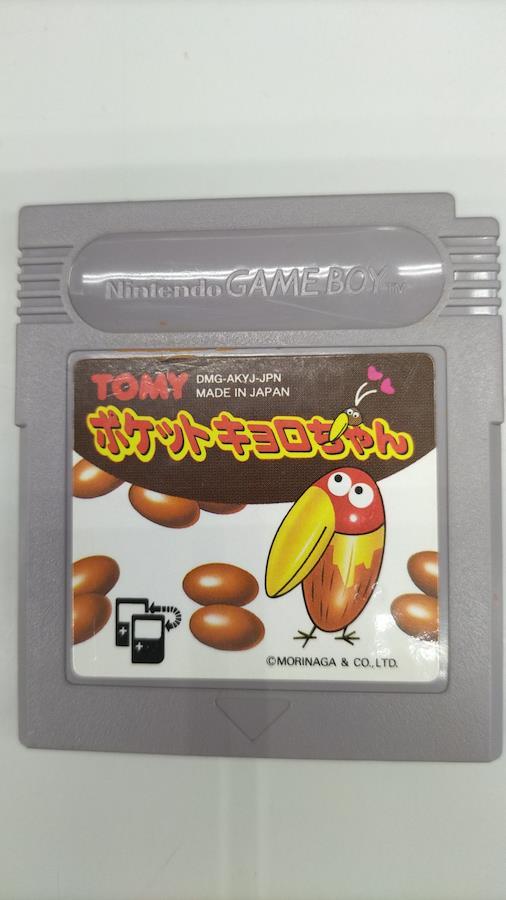 Nintendo GAME BOY TM
TOMY
DMG-AKYJ-JPN
MADE IN JAPAN
ポケットキョロちゃん
©MORINAGA & CO., LTD.